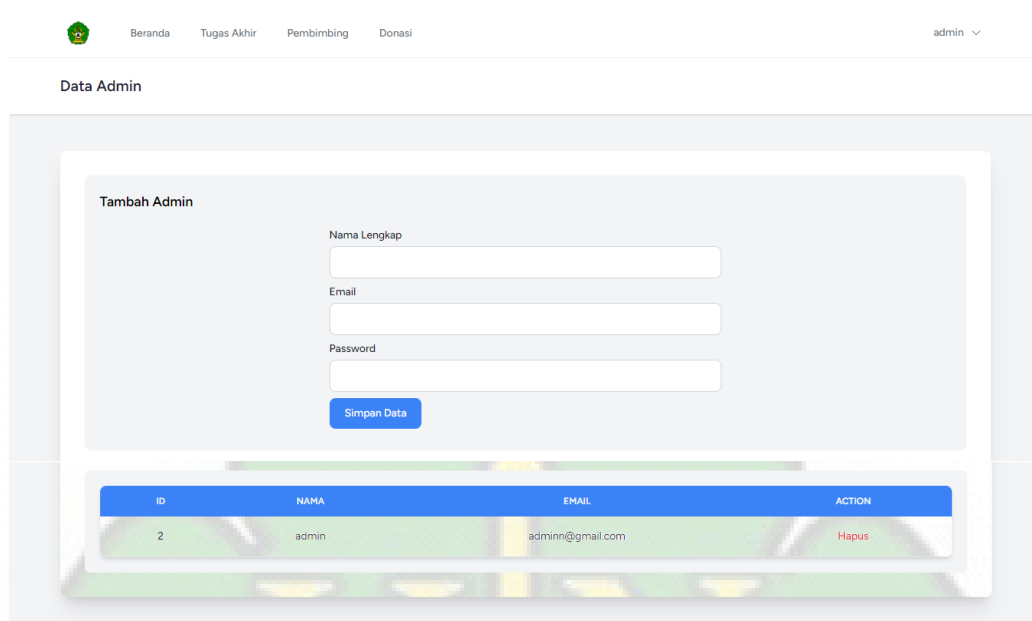 Beranda Tugas Akhir Pembimbing Donasi admin
Data Admin
Tambah Admin
Nama Lengkap
Email
Password
Simpan Data
ID NAMA EMAIL ACTION
2 admin adminn@gmail.com Hapus